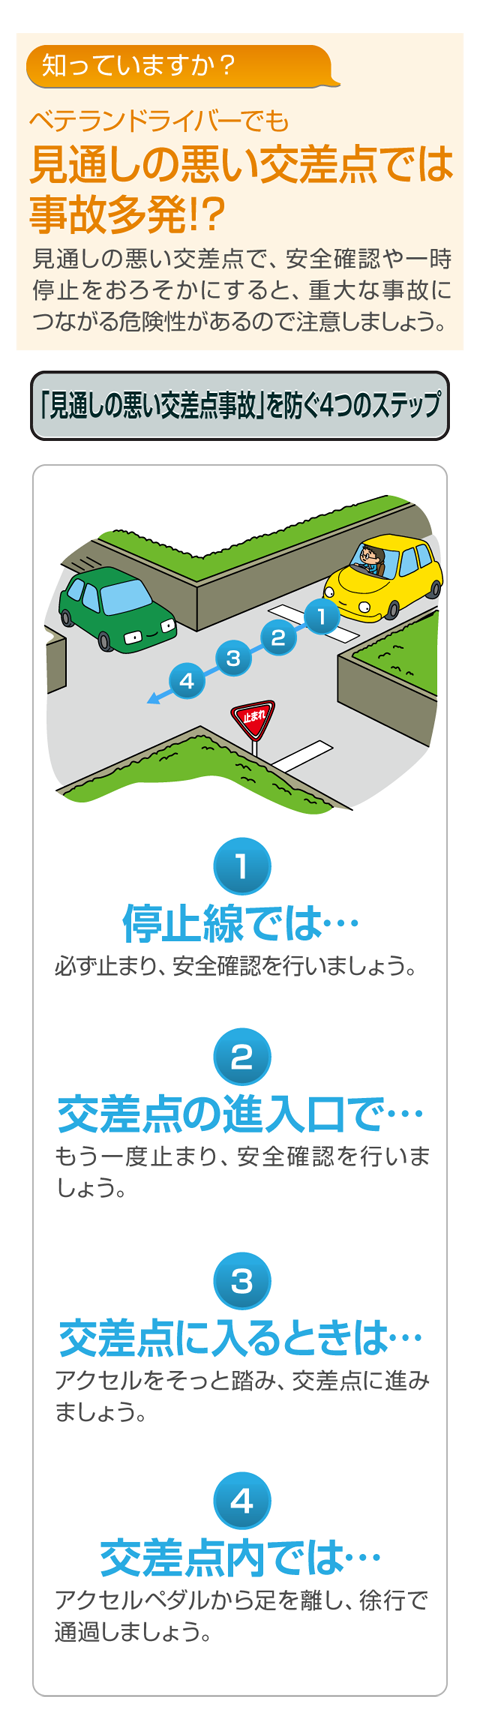 知っていますか？
ベテランドライバーでも
見通しの悪い交差点では
事故多発!?
見通しの悪い交差点で、安全確認や一時
停止をおろそかにすると、重大な事故に
つながる危険性があるので注意しましょう。
「見通しの悪い交差点事故」を防ぐ4つのステップ
1
2
3
4
止まれ
1
停止線では…
必ず止まり、安全確認を行いましょう。
2
交差点の進入口で…
もう一度止まり、安全確認を行いま
しょう。
3
交差点に入るときは…
アクセルをそっと踏み、交差点に進み
ましょう。
4
交差点内では…
アクセルペダルから足を離し、徐行で
通過しましょう。